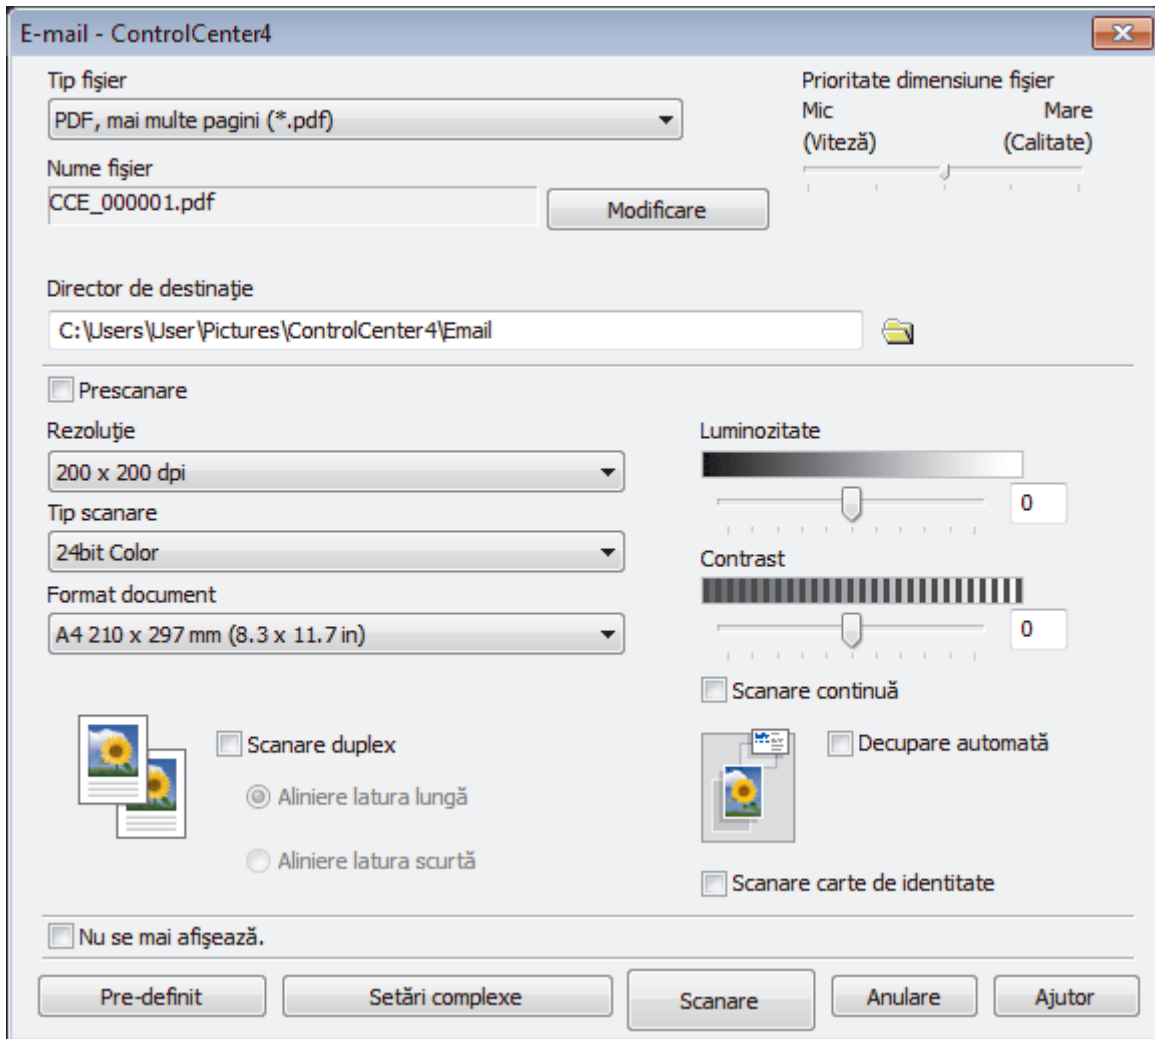 E-mail - ControlCenter4
Tip fişier
PDF, mai multe pagini (*.pdf)
Prioritate dimensiune fişier
Mic Mare
(Viteză) (Calitate)
Nume fişier
CCE_000001.pdf
Modificare
Director de destinaţie
C:\Users\User\Pictures\ControlCenter4\Email
Prescanare
Rezoluţie
200 x 200 dpi
Tip scanare
24bit Color
Format document
A4 210 x 297 mm (8.3 x 11.7 in)
Luminozitate
0
Contrast
0
Scanare continuă
Scanare duplex
Aliniere latura lungă
Aliniere latura scurtă
Decupare automată
Scanare carte de identitate
Nu se mai afişează.
Pre-definit Setări complexe Scanare Anulare Ajutor